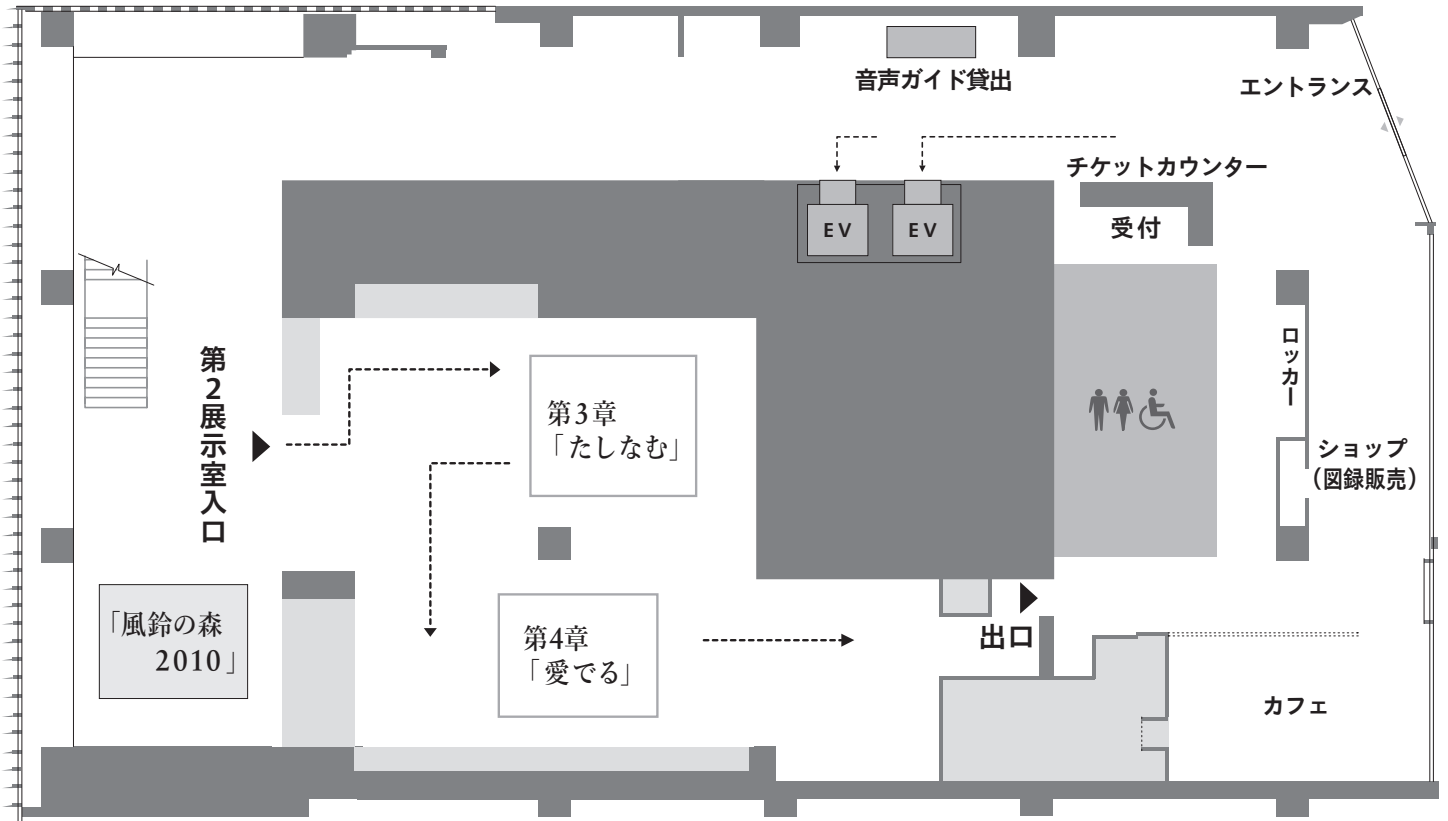 音声ガイド貸出
エントランス
チケットカウンター
受付
EV
EV
ロッカー
ショップ
（図録販売）
第2展示室入口
第3章
「たしなむ」
「風鈴の森
2010」
第4章
「愛でる」
出口
カフェ